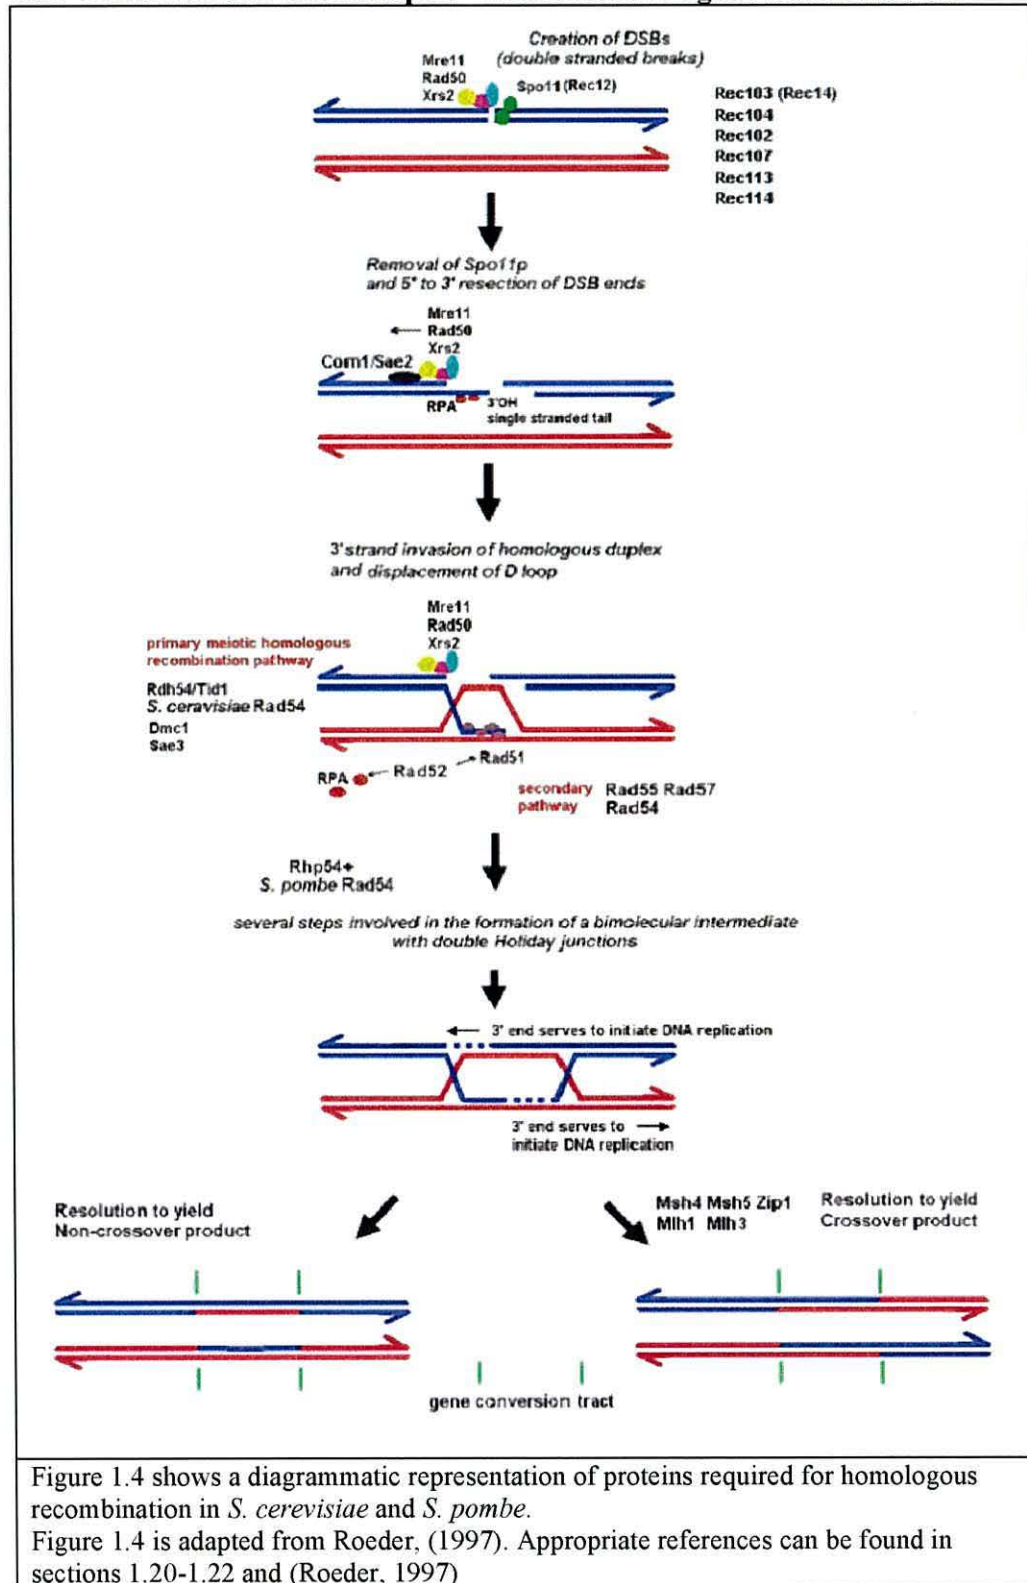 Creation of DSBs
(double stranded breaks)
Mre11
Rad50
Xrs2
Spo11 (Rec12)
Rec103 (Rec14)
Rec104
Rec102
Rec107
Rec113
Rec114
Removal of Spo11p
and 5' to 3' resection of DSB ends
Mre11
Rad50
Xrs2
Com1/Sae2
RPA
3'OH
single stranded tail
3'strand invasion of homologous duplex
and displacement of D loop
Mre11
Rad50
Xrs2
primary meiotic homologous
recombination pathway
Rdh54/Tid1
S. ceravisiae Rad54
Dmc1
Sae3
RPA
Rad52
Rad51
secondary
pathway
Rad55 Rad57
Rad54
Rhp54+
S. pombe Rad54
several steps involved in the formation of a bimolecular intermediate
with double Holiday junctions
3' end serves to initiate DNA replication
3' end serves to
initiate DNA replication
Resolution to yield
Non-crossover product
Msh4 Msh5 Zip1
Mlh1 Mlh3
Resolution to yield
Crossover product
gene conversion tract
Figure 1.4 shows a diagrammatic representation of proteins required for homologous
recombination in S. cerevisiae and S. pombe.
Figure 1.4 is adapted from Roeder, (1997). Appropriate references can be found in
sections 1.20-1.22 and (Roeder, 1997)